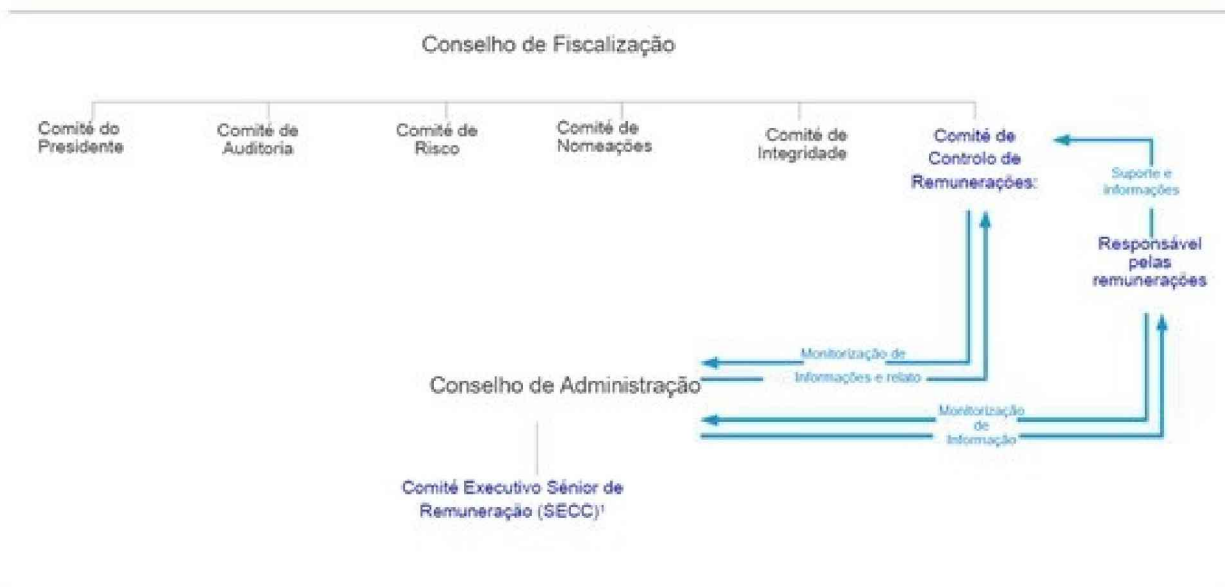 Conselho de Fiscalização
Comité do
Presidente
Comité de
Auditoria
Comité de
Risco
Comité de
Nomeações
Comité de
Integridade
Comité de
Controlo de
Remunerações:
Suporte e
informações
Responsável
pelas
remunerações
Monitorização de
Informações e relato
Conselho de Administração
Monitorização
de
Informação
Comité Executivo Sénior de
Remuneração (SECC)¹